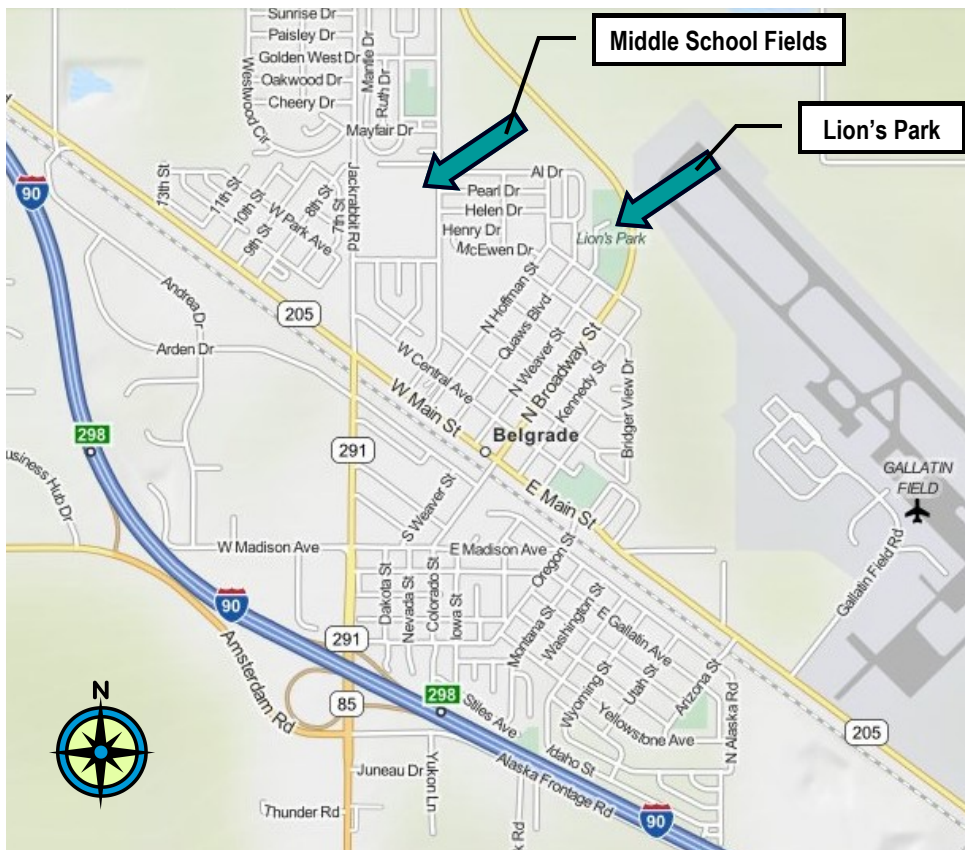 Sunrise Dr
Paisley Dr
Golden West Dr
Oakwood Dr
Cheery Dr
Westwood Cir
Mantle Dr
Ruth Dr
Mayfair Dr
Middle School Fields
Lion's Park
90
13th St
11th St
10th St
9th St
W Park Ave
8th St
7th St
Jackrabbit Rd
Al Dr
Pearl Dr
Helen Dr
Henry Dr
McEwen Dr
Lion's Park
Andrea Dr
Arden Dr
205
N Hoffman St
Quaws Blvd
N Weaver St
N Broadway St
Kennedy St
Bridger View Dr
W Central Ave
W Main St
Belgrade
298
291
usiness Hub Dr
S Weaver St
E Main St
GALLATIN
FIELD
Gallatin Field Rd
W Madison Ave
E Madison Ave
Oregon St
Dakota St
Nevada St
Colorado St
Iowa St
Montana St
Washington St
E Gallatin Ave
90
Amsterdam Rd
291
85
298
Stiles Ave
Wyoming St
Utah St
Arizona St
Yellowstone Ave
N Alaska Rd
205
N
Idaho St
Juneau Dr
Yukon Ln
Alaska Frontage Rd
Thunder Rd
k Rd
90